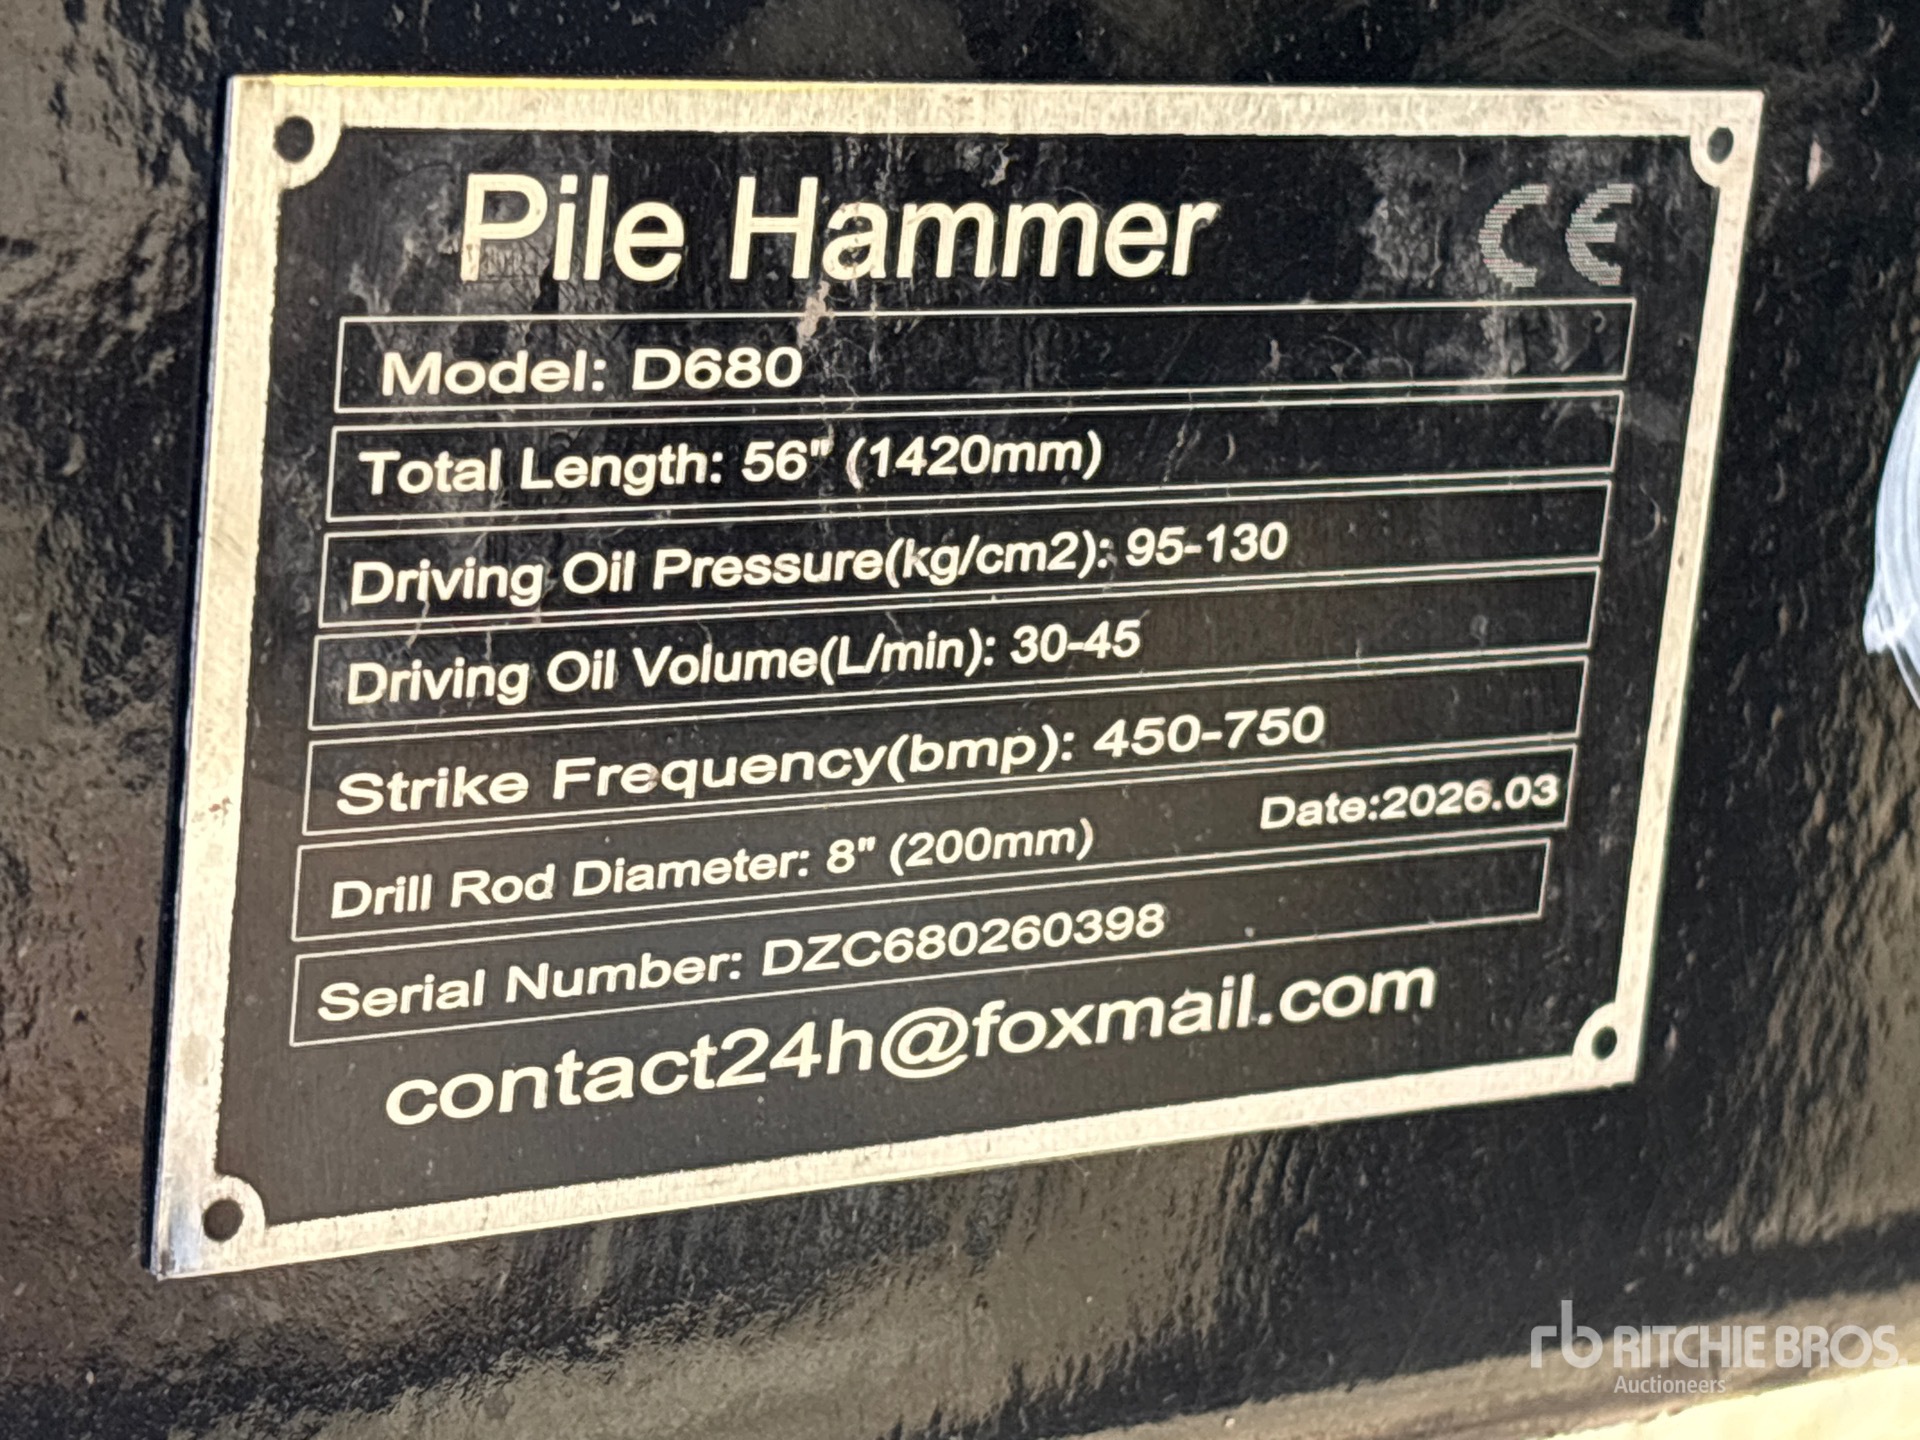 Pile Hammer CE
Model: D680
Total Length: 56" (1420mm)
Driving Oil Pressure(kg/cm2): 95-130
Driving Oil Volume(L/min): 30-45
Strike Frequency(bmp): 450-750
Drill Rod Diameter: 8" (200mm) Date:2026.03
Serial Number: DZC680260398
contact24h@foxmail.com
rb RITCHIE BROS.
Auctioneers